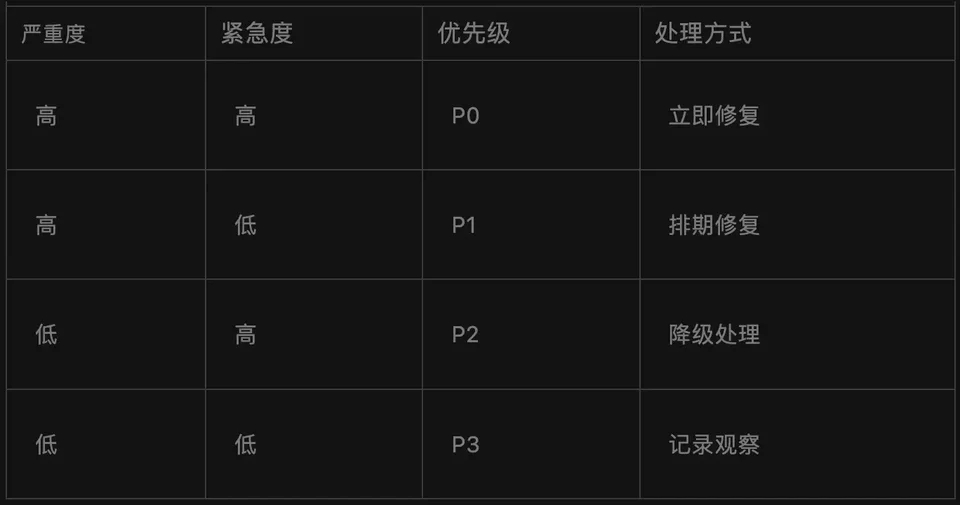 严重度 紧急度 优先级 处理方式
高 高 P0 立即修复
高 低 P1 排期修复
低 高 P2 降级处理
低 低 P3 记录观察